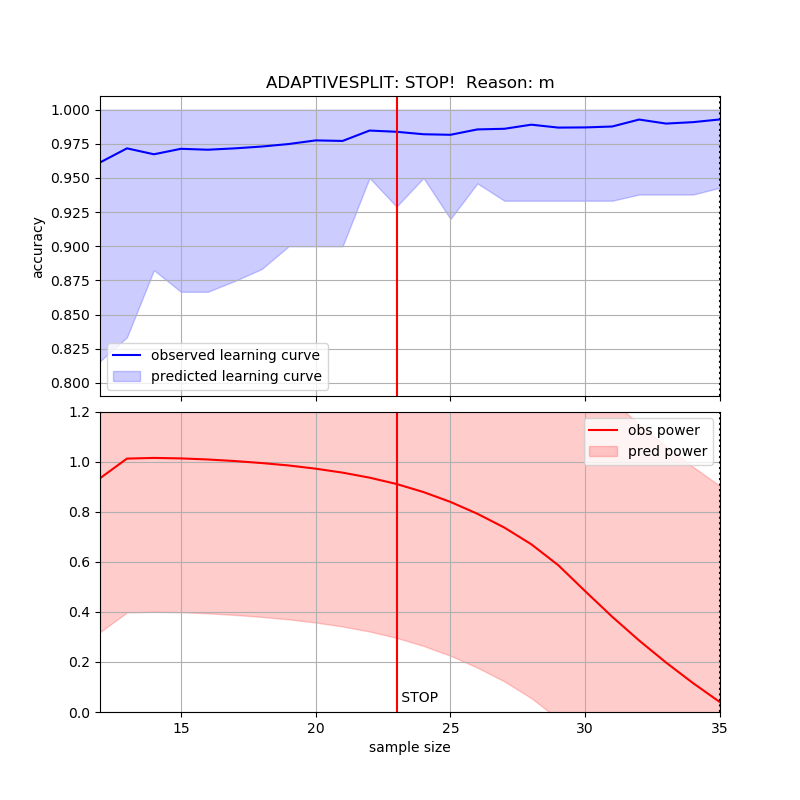 ADAPTIVESPLIT: STOP!  Reason: m
1.000
0.975
0.950
0.925
0.900
0.875
0.850
0.825
0.800
accuracy
observed learning curve
predicted learning curve
1.2
1.0
0.8
0.6
0.4
0.2
0.0
obs power
pred power
STOP
15 20 25 30 35
sample size